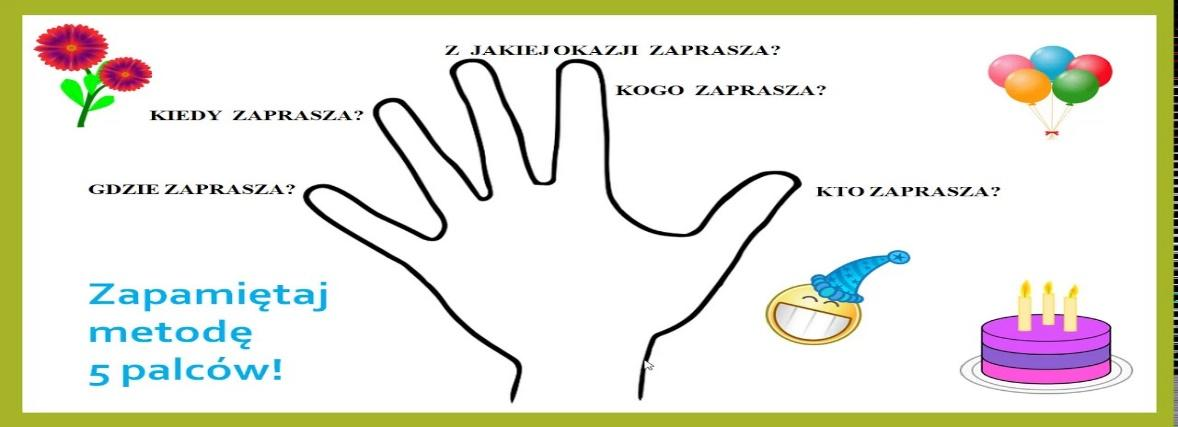 Z JAKIEJ OKAZJI ZAPRASZA?
KOGO ZAPRASZA?
KIEDY ZAPRASZA?
GDZIE ZAPRASZA?
KTO ZAPRASZA?
Zapamiętaj
metodę
5 palców!